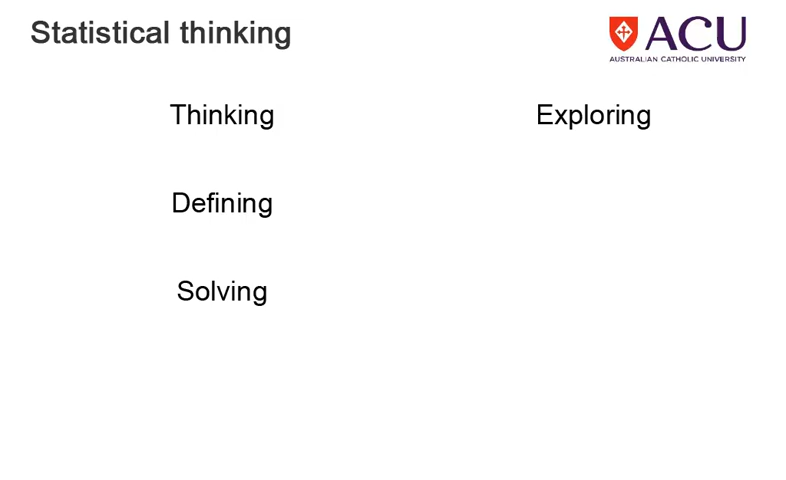 Statistical thinking
ACU
AUSTRALIAN CATHOLIC UNIVERSITY
Thinking
Exploring
Defining
Solving